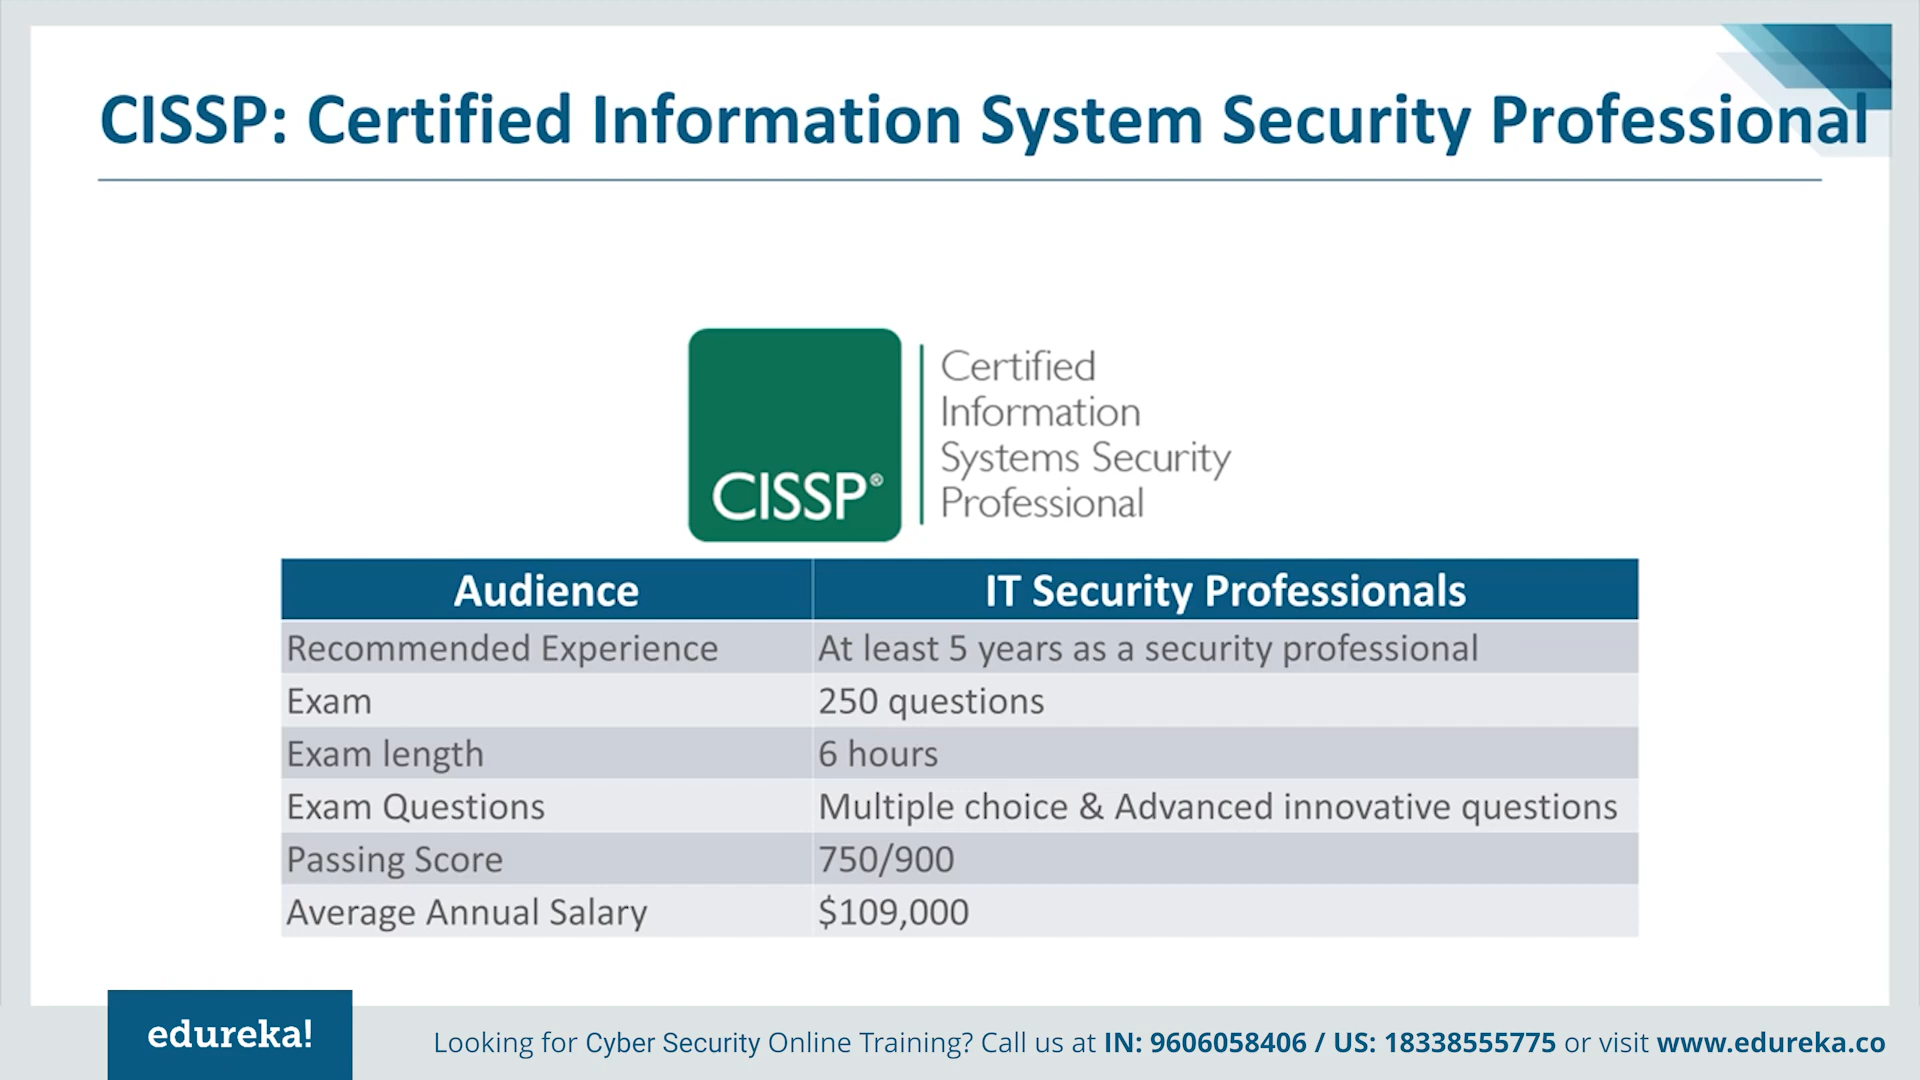 CISSP: Certified Information System Security Professional
CISSP®
Certified
Information
Systems Security
Professional
Audience IT Security Professionals
Recommended Experience At least 5 years as a security professional
Exam 250 questions
Exam length 6 hours
Exam Questions Multiple choice & Advanced innovative questions
Passing Score 750/900
Average Annual Salary $109,000
edureka!
Looking for Cyber Security Online Training? Call us at IN: 9606058406 / US: 18338555775 or visit www.edureka.co